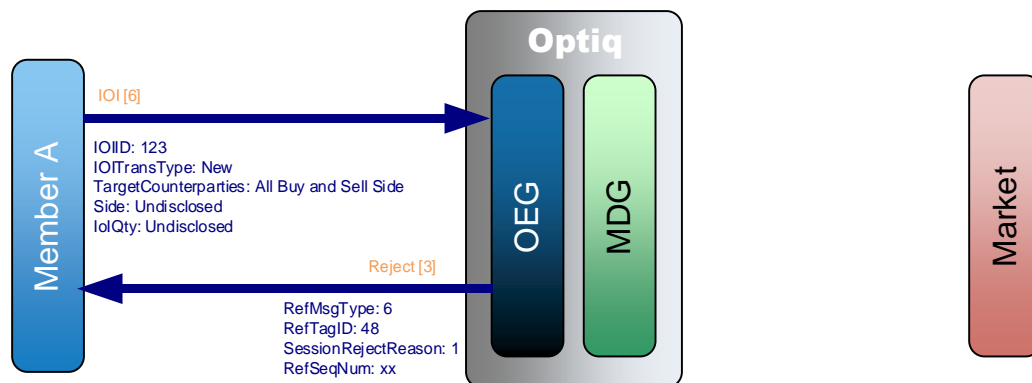 Optiq
IOI [6]
IOIID: 123
IOITransType: New
TargetCounterparties: All Buy and Sell Side
Side: Undisclosed
IoIQty: Undisclosed
Reject [3]
RefMsgType: 6
RefTagID: 48
SessionRejectReason: 1
RefSeqNum: xx
Member A
OEG
MDG
Market